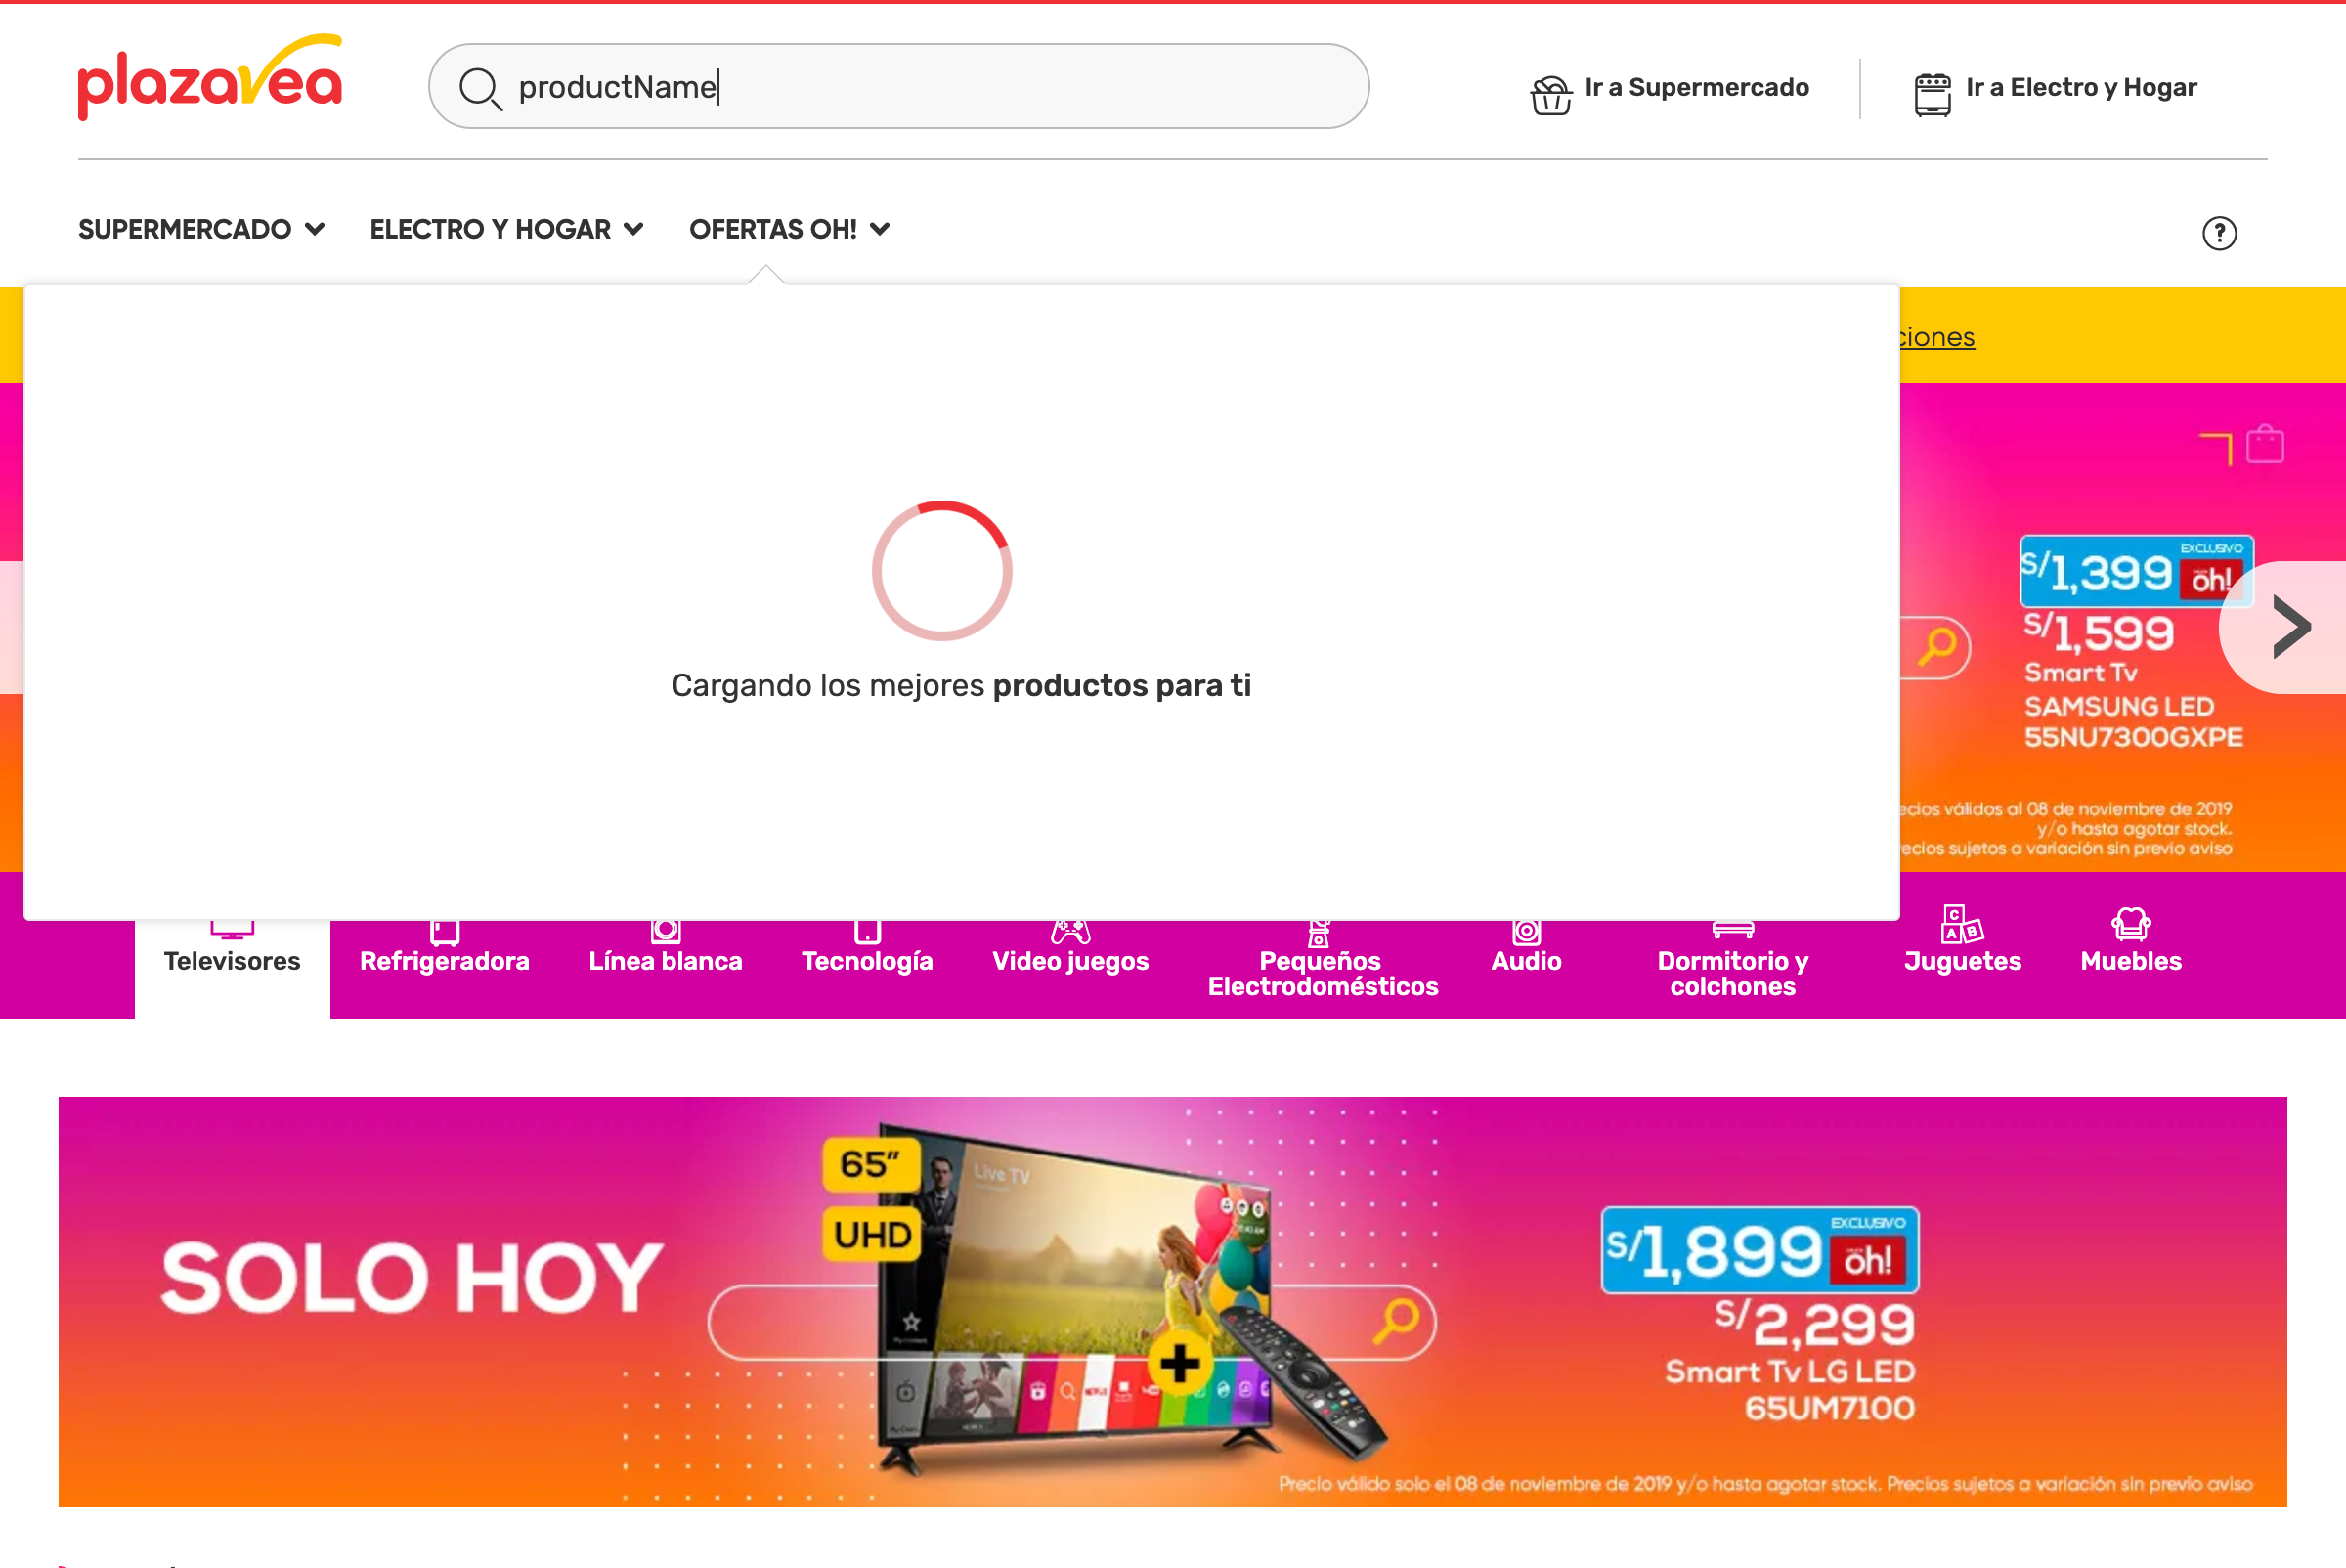 plazavea
productName
Ir a Supermercado
Ir a Electro y Hogar
SUPERMERCADO
ELECTRO Y HOGAR
OFERTAS OH!
?
ciones
Cargando los mejores productos para ti
S/1,399
EXCLUSIVO
oh!
S/1,599
Smart Tv
SAMSUNG LED
55NU7300GXPE
ecios válidos al 08 de noviembre de 2019
y/o hasta agotar stock.
recios sujetos a variación sin previo aviso
Televisores
Refrigeradora
Línea blanca
Tecnología
Video juegos
Pequeños
Electrodomésticos
Audio
Dormitorio y
colchones
C
A B
Juguetes
Muebles
SOLO HOY
65”
UHD
Live TV
NETFLIX
S/1,899
EXCLUSIVO
oh!
S/2,299
Smart Tv LG LED
65UM7100
Precio válido solo el 08 de noviembre de 2019 y/o hasta agotar stock. Precios sujetos a variación sin previo aviso